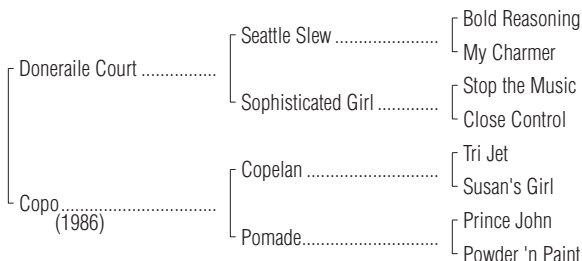 Bold Reasoning
Seattle Slew ....................
My Charmer
Doneraile Court ...............
Stop the Music
Sophisticated Girl ............
Close Control
Tri Jet
Copelan ..........................
Susan's Girl
Copo ...............................
(1986)
Prince John
Pomade ...........................
Powder 'n Paint